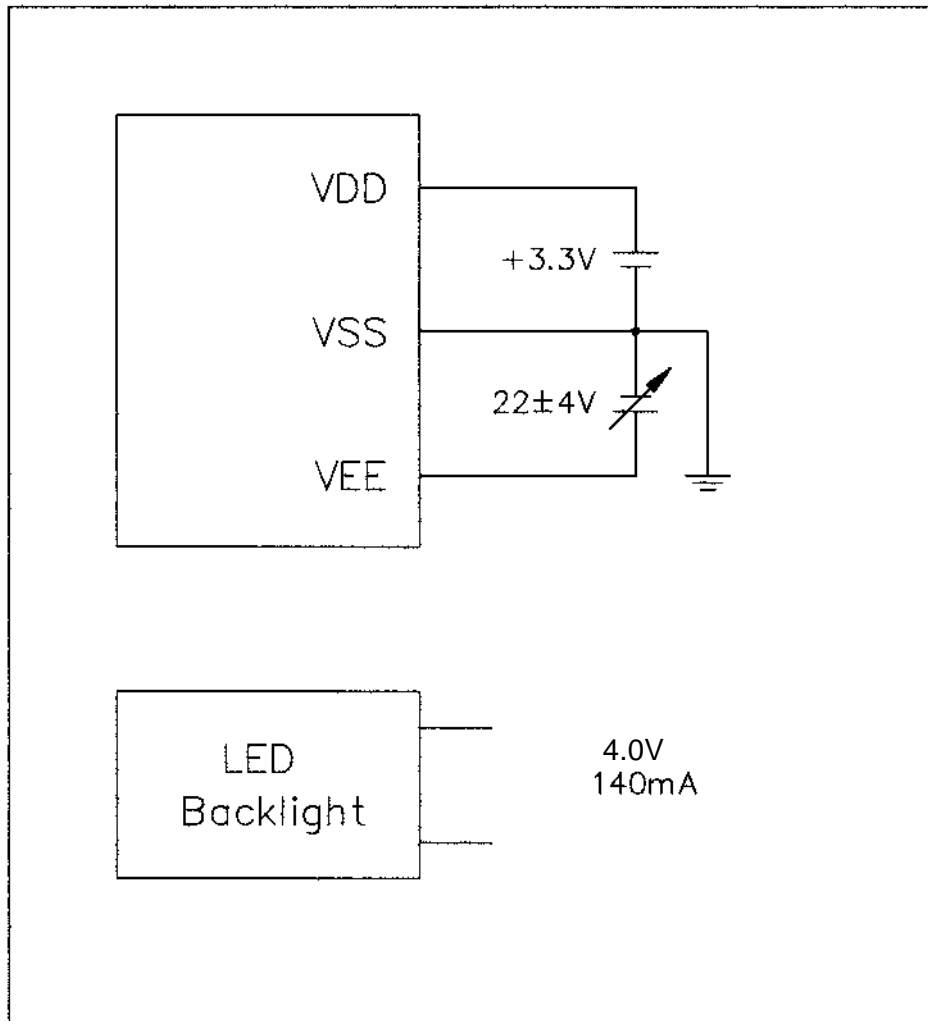 VDD
+3.3V
VSS
22±4V
VEE
LED
Backlight
4.0V
140mA